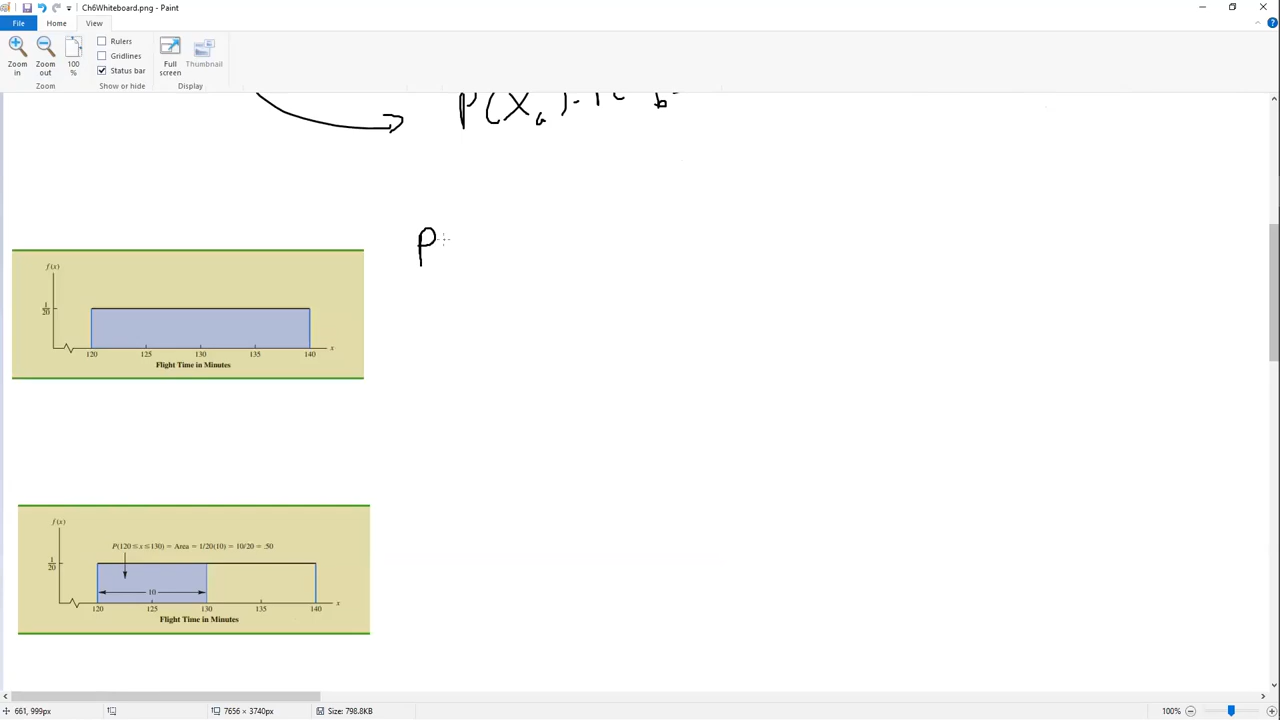 Ch6Whiteboard.png - Paint
File Home View
Zoom in
Zoom out
100 %
Rulers
Gridlines
Status bar
Full screen
Thumbnail
Zoom
Show or hide
Display
f(x)
1/20
120 125 130 135 140 x
Flight Time in Minutes
P
f(x)
P(120 ≤ x ≤ 130) = Area = 1/20(10) = 10/20 = .50
1/20
10
120 125 130 135 140 x
Flight Time in Minutes
661, 999px
7656 × 3740px
Size: 798.8KB
100%